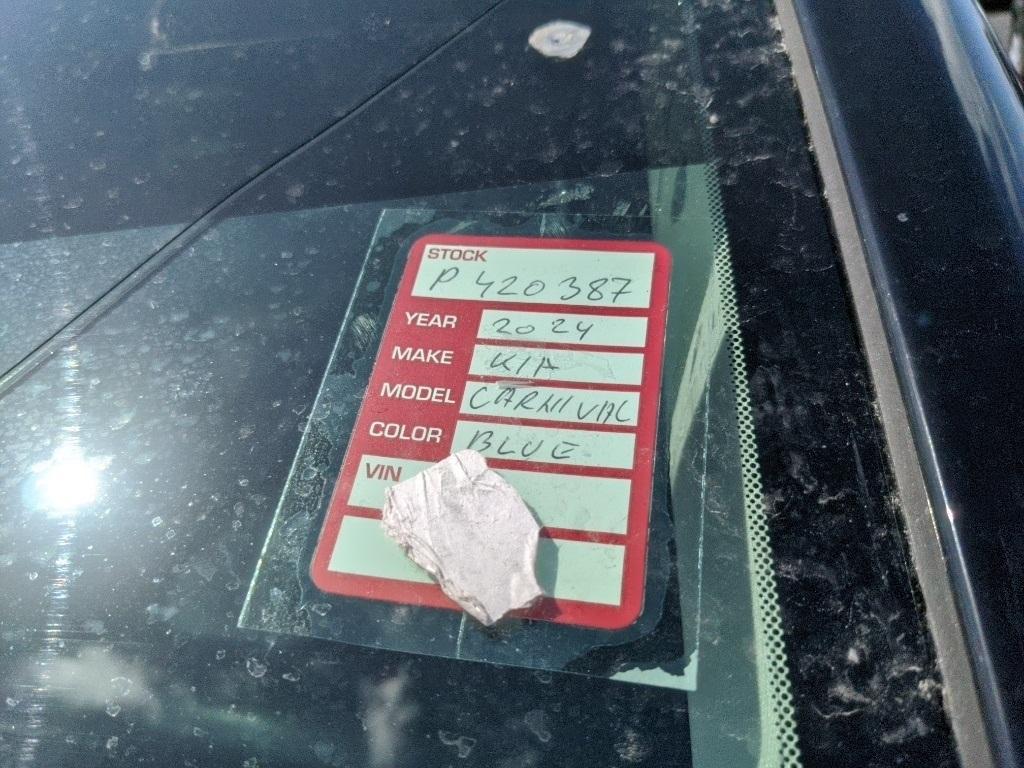 STOCK
P 420387
YEAR 2024
MAKE KIA
MODEL CARNIVAL
COLOR BLUE
VIN